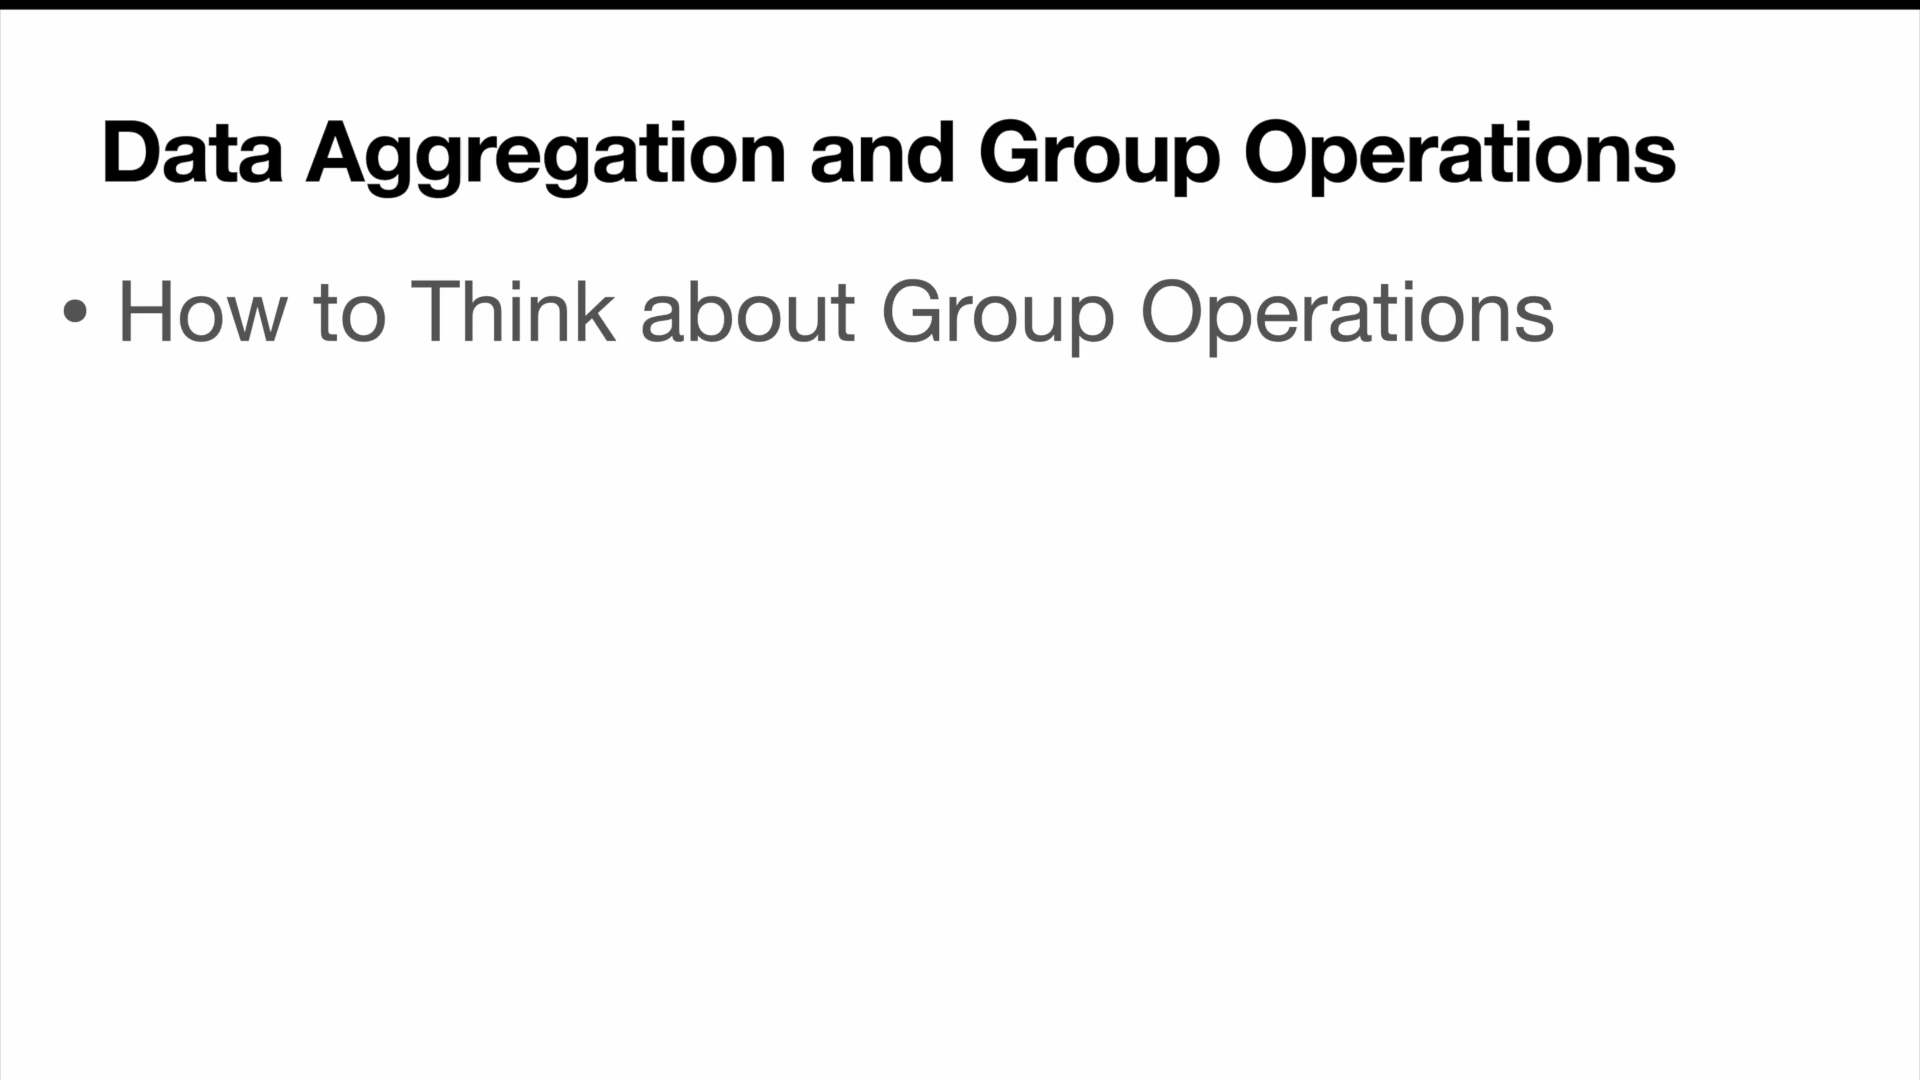 Data Aggregation and Group Operations
• How to Think about Group Operations